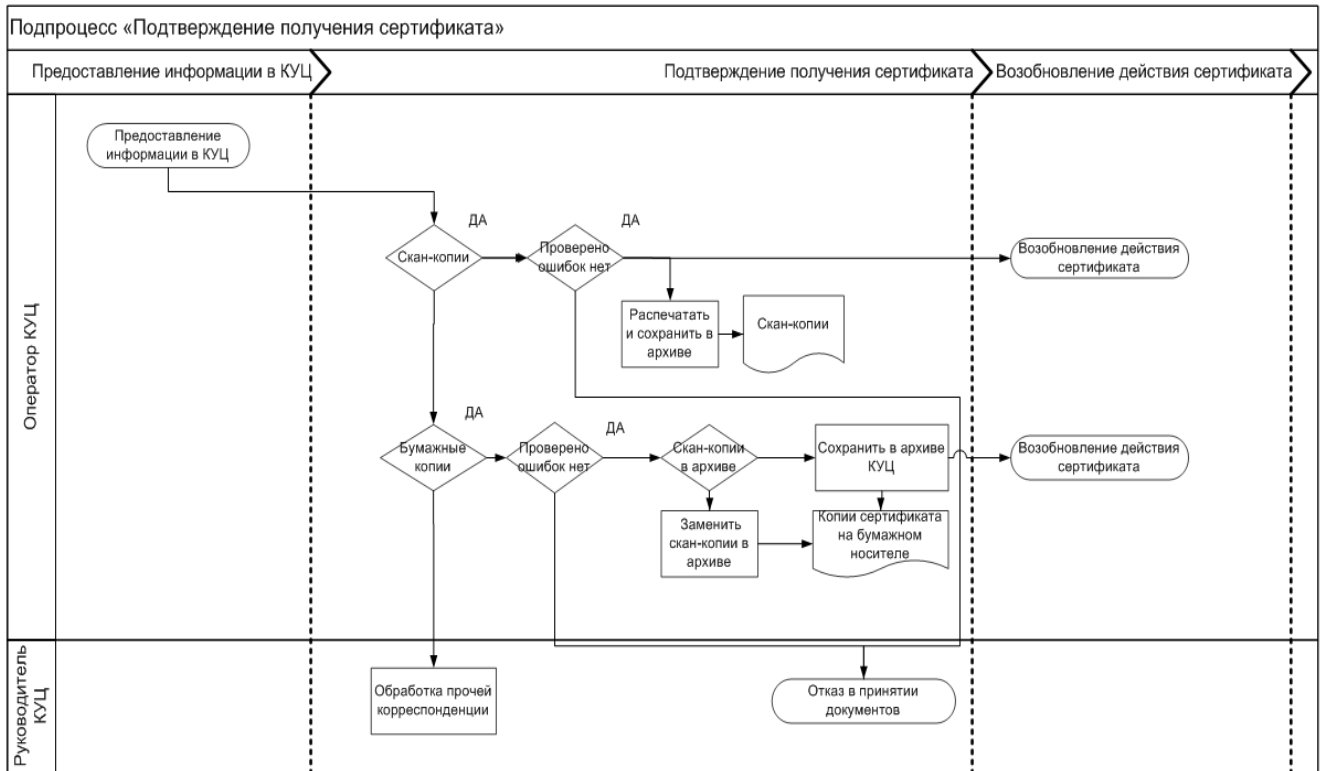 Подпроцесс «Подтверждение получения сертификата»
Предоставление информации в КУЦ
Подтверждение получения сертификата
Возобновление действия сертификата
Оператор КУЦ
Предоставление
информации в КУЦ
ДА
ДА
Скан-копии
Проверено
ошибок нет
Возобновление действия
сертификата
Распечатать
и сохранить в
архиве
Скан-копии
ДА
ДА
Бумажные
копии
Проверено
ошибок нет
Скан-копии
в архиве
Сохранить в архиве
КУЦ
Возобновление действия
сертификата
Заменить
скан-копии в
архиве
Копии сертификата
на бумажном
носителе
Руководитель
КУЦ
Обработка прочей
корреспонденции
Отказ в принятии
документов